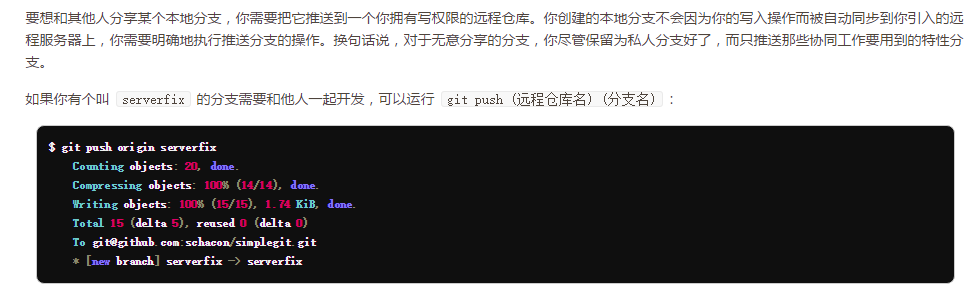 要想和其他人分享某个本地分支，你需要把它推送到一个你拥有写权限的远程仓库。你创建的本地分支不会因为你的写入操作而被自动同步到你引入的远
程服务器上，你需要明确地执行推送分支的操作。换句话说，对于无意分享的分支，你尽管保留为私人分支好了，而只推送那些协同工作要用到的特性分
支。
如果你有个叫 serverfix 的分支需要和他人一起开发，可以运行 git push (远程仓库名) (分支名) ：
$ git push origin serverfix
Counting objects: 20, done.
Compressing objects: 100% (14/14), done.
Writing objects: 100% (15/15), 1.74 KiB, done.
Total 15 (delta 5), reused 0 (delta 0)
To git@github.com:schacon/simplegit.git
* [new branch] serverfix -> serverfix